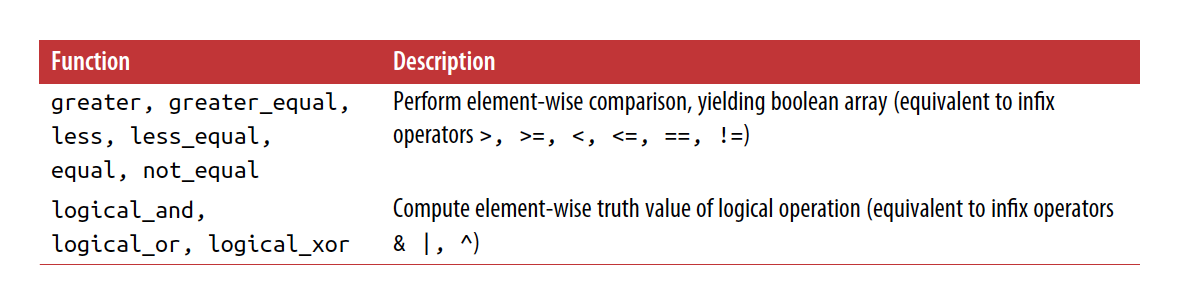 Function Description
greater, greater_equal, Perform element-wise comparison, yielding boolean array (equivalent to infix
less, less_equal, operators >, >=, <, <=, ==, !=)
equal, not_equal
logical_and, Compute element-wise truth value of logical operation (equivalent to infix operators
logical_or, logical_xor & |, ^)